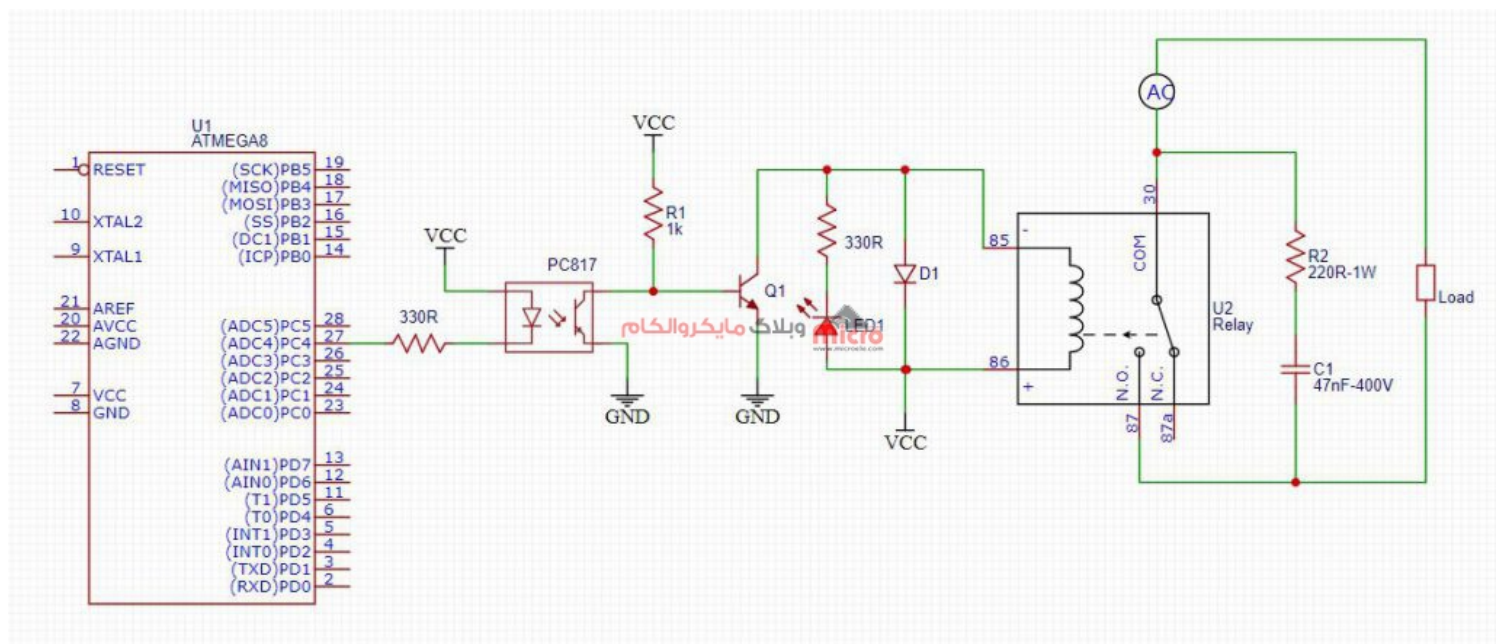 U1
ATMEGA8
1
RESET
10
XTAL2
9
XTAL1
21
AREF
20
AVCC
22
AGND
7
VCC
8
GND
(SCK)PB5 19
(MISO)PB4 18
(MOSI)PB3 17
(SS)PB2 16
(DC1)PB1 15
(ICP)PB0 14
(ADC5)PC5 28
(ADC4)PC4 27
(ADC3)PC3 26
(ADC2)PC2 25
(ADC1)PC1 24
(ADC0)PC0 23
(AIN1)PD7 13
(AIN0)PD6 12
(T1)PD5 11
(T0)PD4 6
(INT1)PD3 5
(INT0)PD2 4
(TXD)PD1 3
(RXD)PD0 2
330R
VCC
PC817
VCC
R1
1k
GND
Q1
GND
330R
LED1
D1
VCC
وبلاگ مایکروالکام
micro
www.microele.com
85
-
86
+
30
COM
N.O.
N.C.
87
87a
U2
Relay
AC
R2
220R-1W
C1
47nF-400V
Load